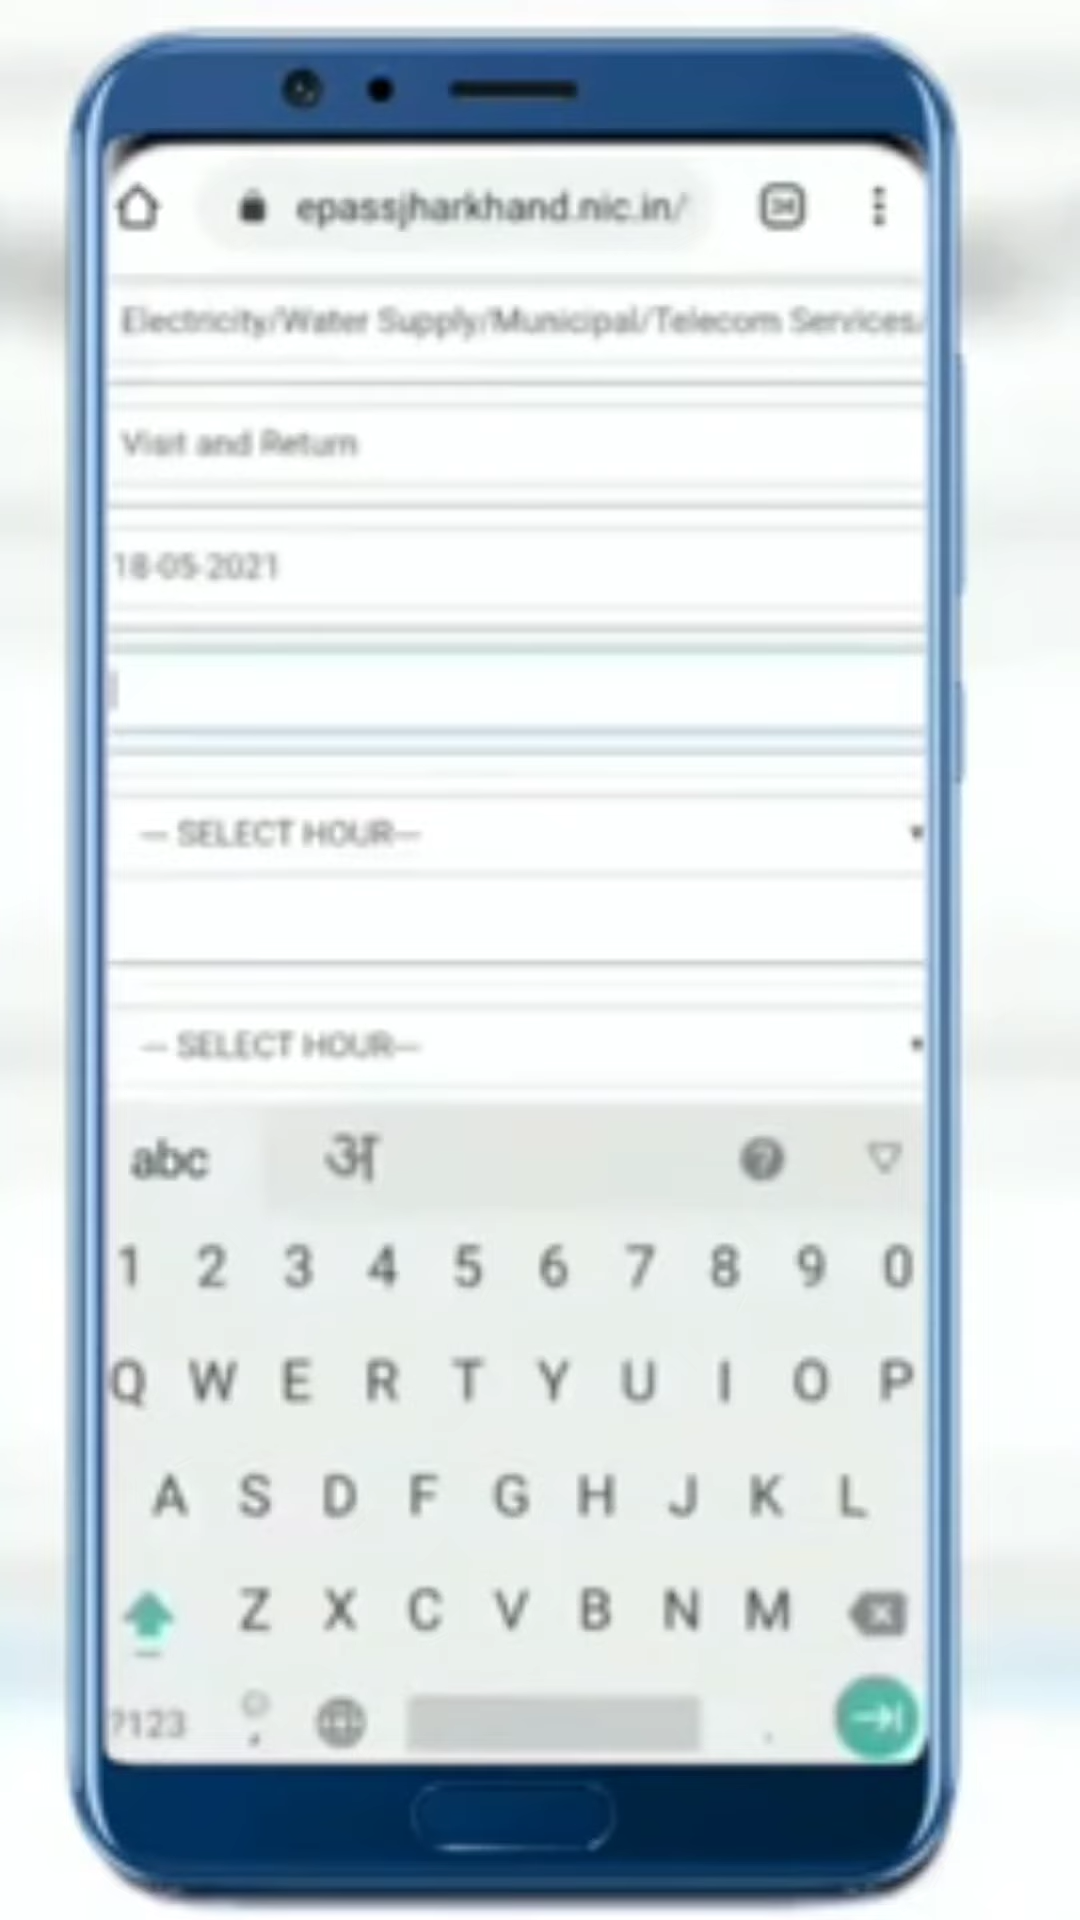 epassjharkhand.nic.in/
Electricity/Water Supply/Municipal/Telecom Services/
Visit and Return
18-05-2021
--- SELECT HOUR---
--- SELECT HOUR---
abc अ
1 2 3 4 5 6 7 8 9 0
Q W E R T Y U I O P
A S D F G H J K L
Z X C V B N M
?123 , .